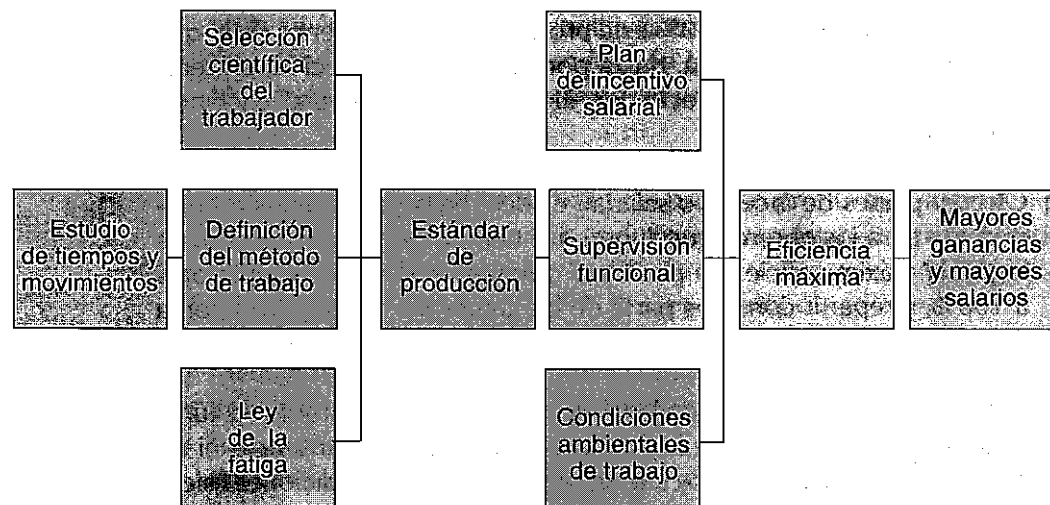 Selección
científica
del
trabajador
Plan
de incentivo
salarial
Estudio
de tiempos y
movimientos
Definición
del método
de trabajo
Estándar
de
producción
Supervisión
funcional
Eficiencia
máxima
Mayores
ganancias
y mayores
salarios
Ley
de la
fatiga
Condiciones
ambientales
de trabajo